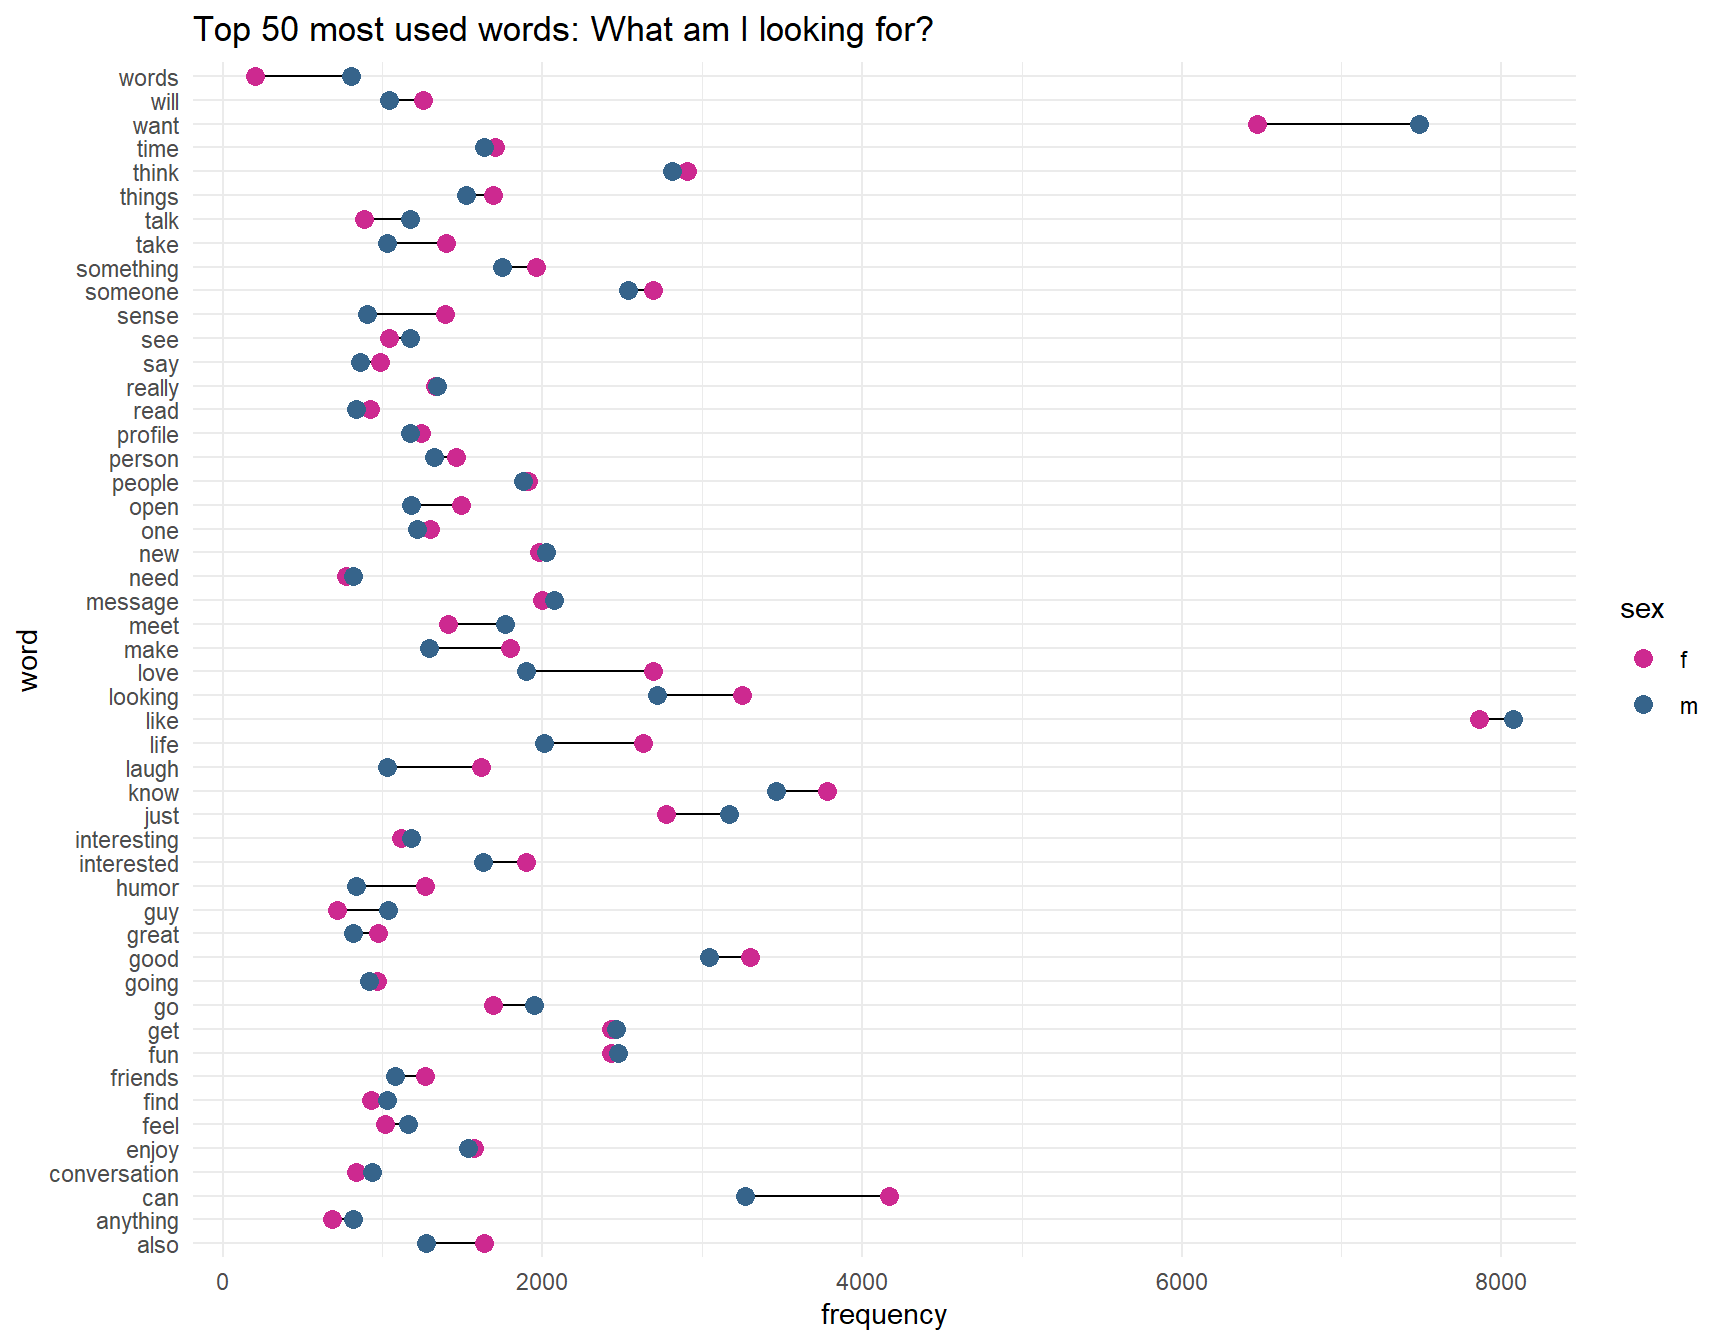 Top 50 most used words: What am I looking for?
words
will
want
time
think
things
talk
take
something
someone
sense
see
say
really
read
profile
person
people
open
one
new
need
message
meet
make
love
looking
like
life
laugh
know
just
interesting
interested
humor
guy
great
good
going
go
get
fun
friends
find
feel
enjoy
conversation
can
anything
also
word
0 2000 4000 6000 8000
frequency
sex
f
m